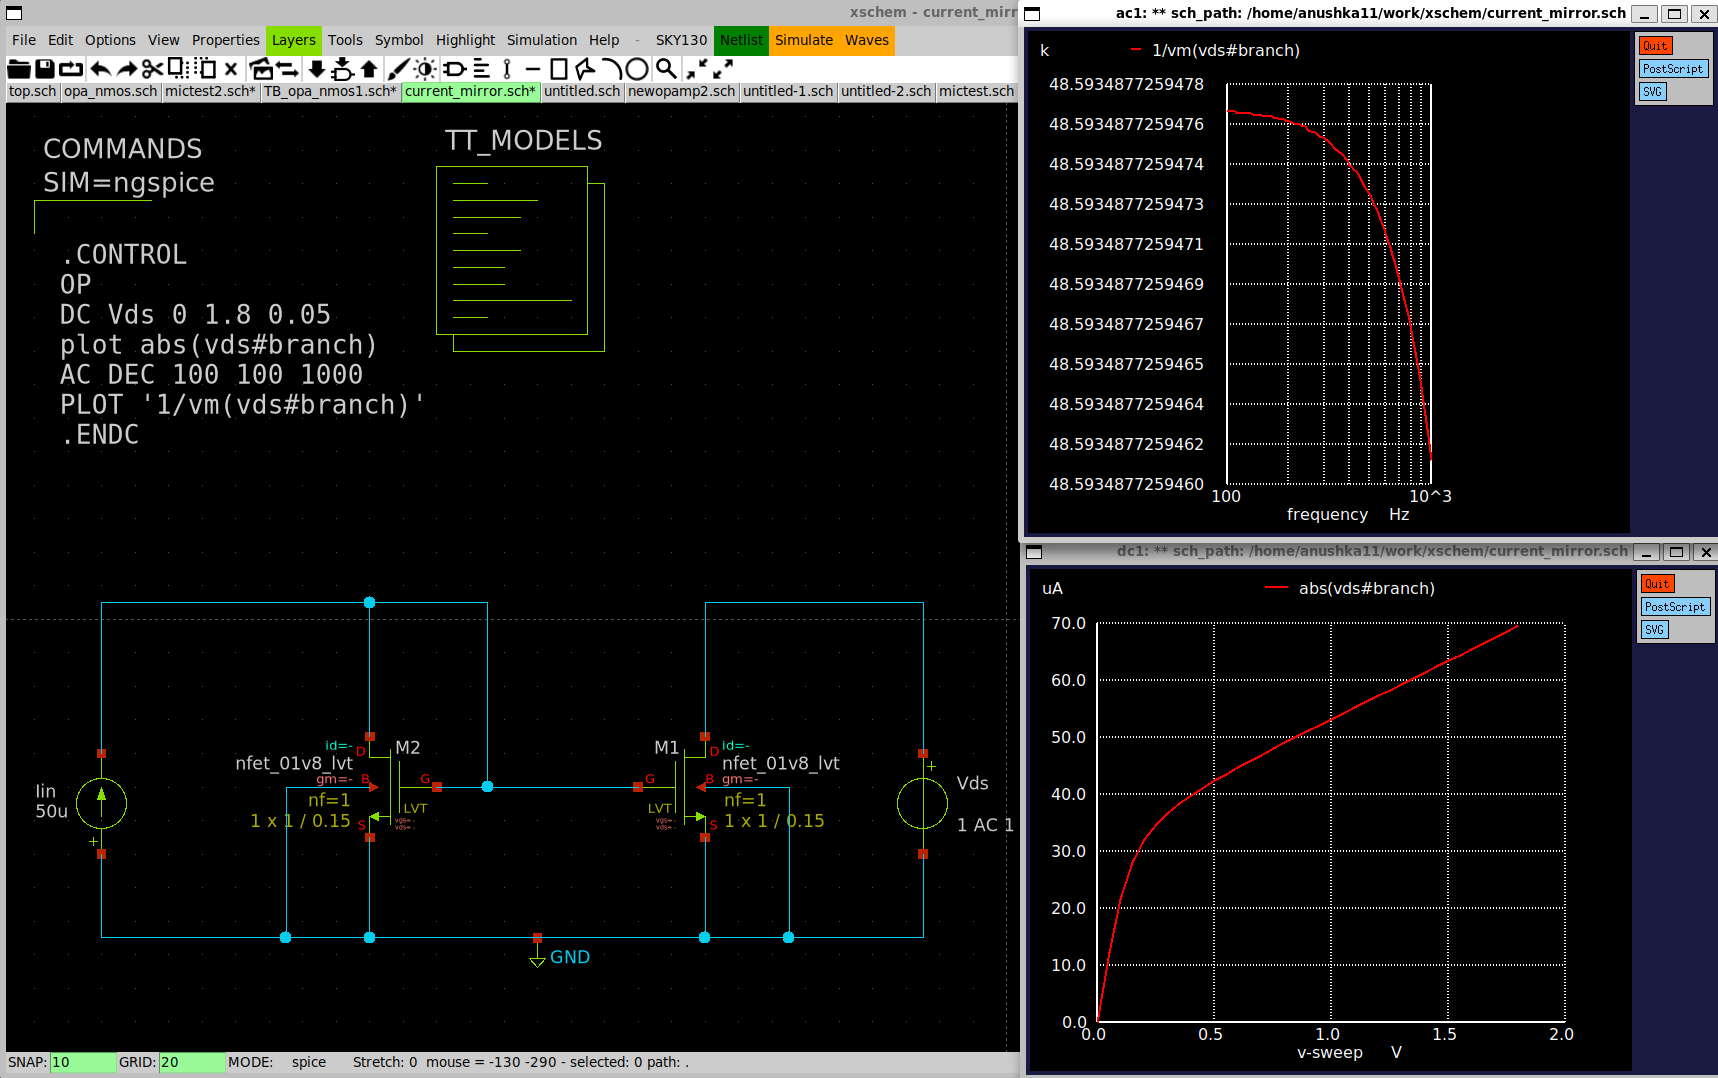 xschem - current_mirr
File Edit Options View Properties Layers Tools Symbol Highlight Simulation Help - SKY130 Netlist Simulate Waves
top.sch opa_nmos.sch mictest2.sch* TB_opa_nmos1.sch* current_mirror.sch* untitled.sch newopamp2.sch untitled-1.sch untitled-2.sch mictest.sch
COMMANDS
SIM=ngspice
TT_MODELS
.CONTROL
OP
DC Vds 0 1.8 0.05
plot abs(vds#branch)
AC DEC 100 100 1000
PLOT '1/vm(vds#branch)'
.ENDC
Iin
50u
+
id=-
D
M2
nfet_01v8_lvt
gm=-
B
G
nf=1
LVT
1 x 1 / 0.15
S
vgs=-
vds=-
M1
D
id=-
nfet_01v8_lvt
G
B
gm=-
LVT
nf=1
vgs=-
vds=-
S
1 x 1 / 0.15
+
Vds
1 AC 1
GND
SNAP: 10 GRID: 20 MODE: spice Stretch: 0 mouse = -130 -290 - selected: 0 path: .
ac1: ** sch_path: /home/anushka11/work/xschem/current_mirror.sch
k
1/vm(vds#branch)
Quit
PostScript
SVG
48.5934877259478
48.5934877259476
48.5934877259474
48.5934877259473
48.5934877259471
48.5934877259469
48.5934877259467
48.5934877259465
48.5934877259464
48.5934877259462
48.5934877259460
100 10^3
frequency Hz
dc1: ** sch_path: /home/anushka11/work/xschem/current_mirror.sch
uA
abs(vds#branch)
Quit
PostScript
SVG
70.0
60.0
50.0
40.0
30.0
20.0
10.0
0.0
0.0 0.5 1.0 1.5 2.0
v-sweep V